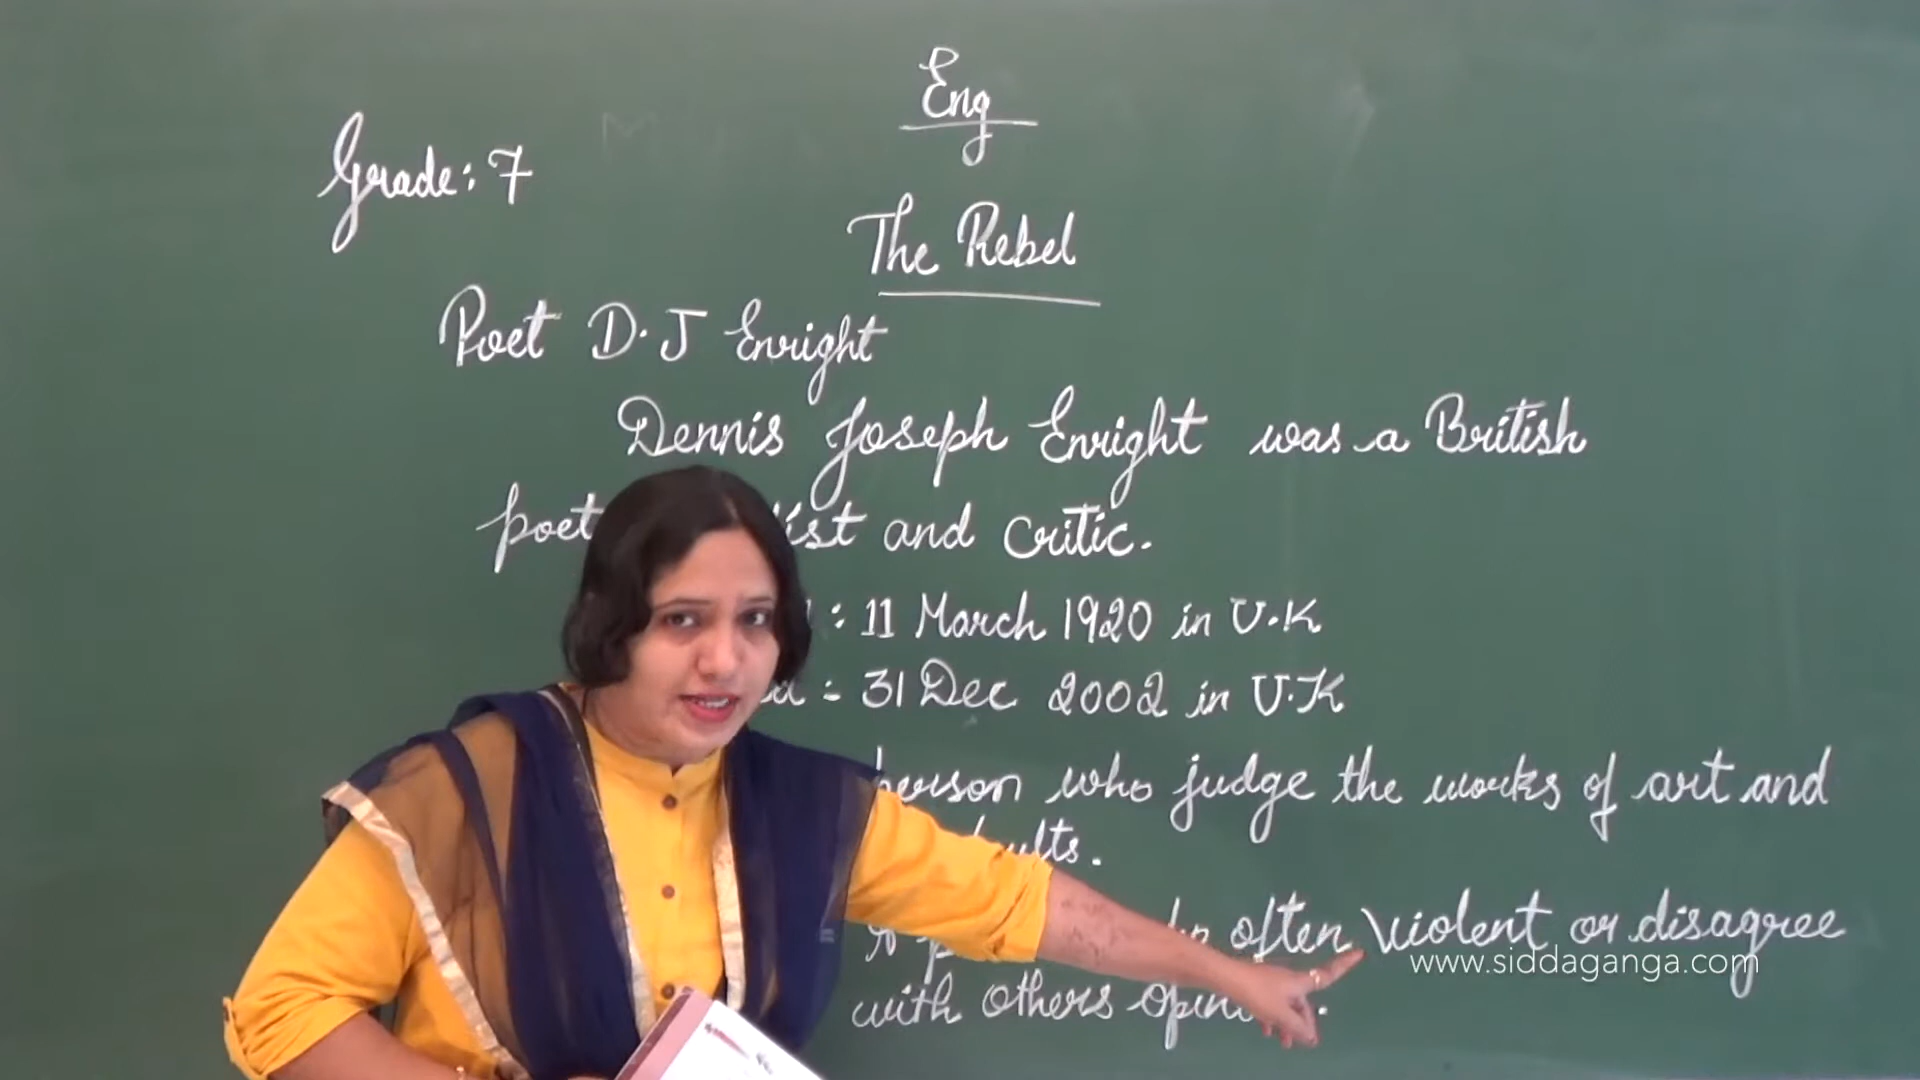 Eng
Grade: 7
The Rebel
Poet D.J Enright
Dennis Joseph Enright was a British
poet and critic.
: 11 March 1920 in U.K
: 31 Dec 2002 in U.K
person who judge the works of art and
often violent or disagree
www.siddaganga.com
with others